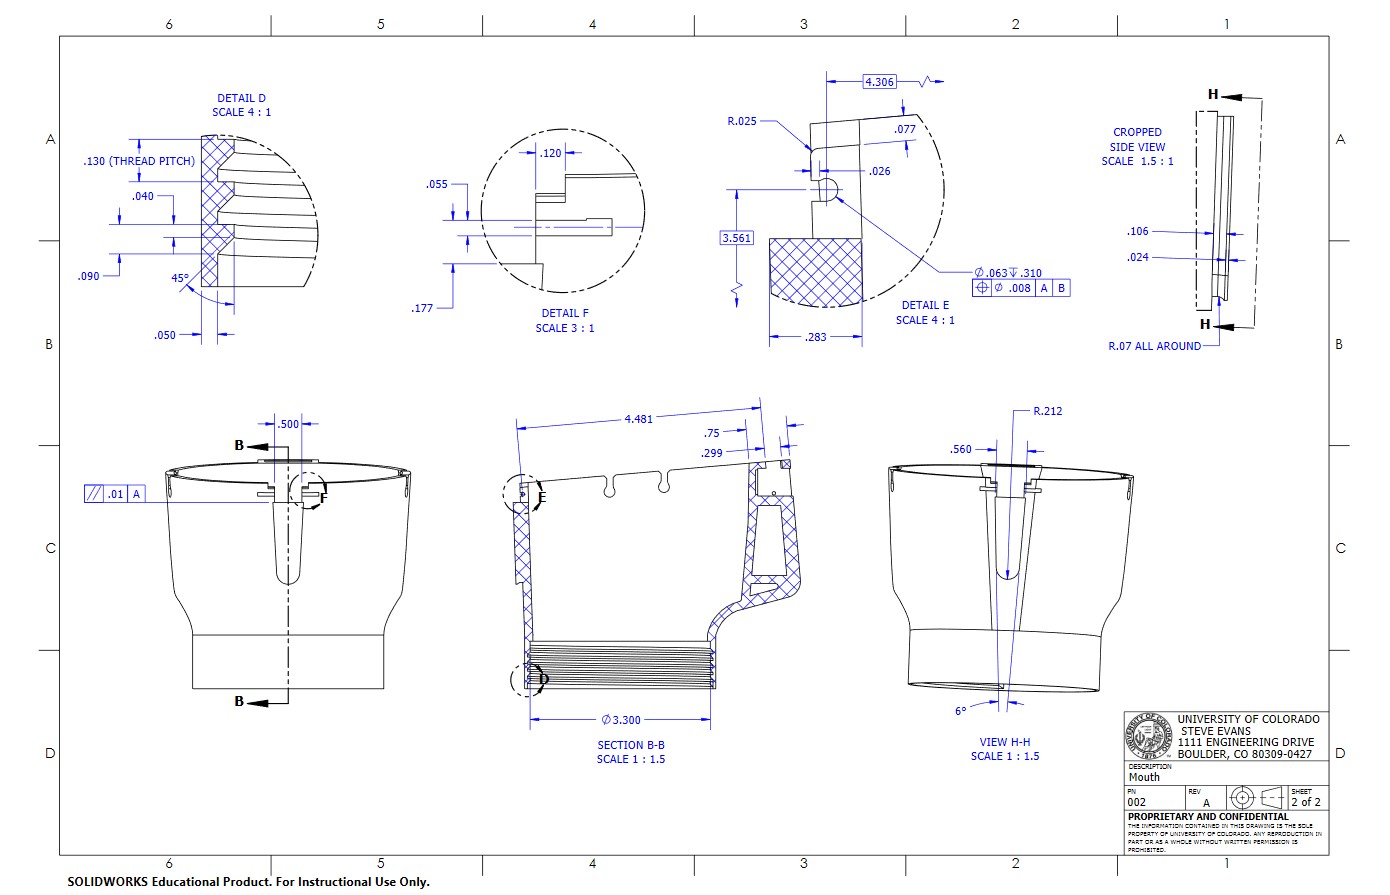 6 5 4 3 2 1
A
B
C
D
DETAIL D
SCALE 4 : 1
.130 (THREAD PITCH)
.040
.090
45°
.050
.120
.055
.177
DETAIL F
SCALE 3 : 1
4.306
R.025
.077
.026
3.561
⌀.063↧.310
⌖ ⌀ .008 A B
DETAIL E
SCALE 4 : 1
.283
H
CROPPED
SIDE VIEW
SCALE 1.5 : 1
.106
.024
H
R.07 ALL AROUND
A
B
C
D
.500
B
// .01 A
F
B
4.481
.75
.299
E
D
⌀3.300
SECTION B-B
SCALE 1 : 1.5
R.212
.560
6°
VIEW H-H
SCALE 1 : 1.5
UNIVERSITY OF COLORADO
STEVE EVANS
1111 ENGINEERING DRIVE
BOULDER, CO 80309-0427
UNIVERSITY OF COLORADO
1876
DESCRIPTION
Mouth
PN
002
REV
A
SHEET
2 of 2
PROPRIETARY AND CONFIDENTIAL
THE INFORMATION CONTAINED IN THIS DRAWING IS THE SOLE
PROPERTY OF UNIVERSITY OF COLORADO. ANY REPRODUCTION IN
PART OR AS A WHOLE WITHOUT WRITTEN PERMISSION IS
PROHIBITED.
6 5 4 3 2 1
SOLIDWORKS Educational Product. For Instructional Use Only.